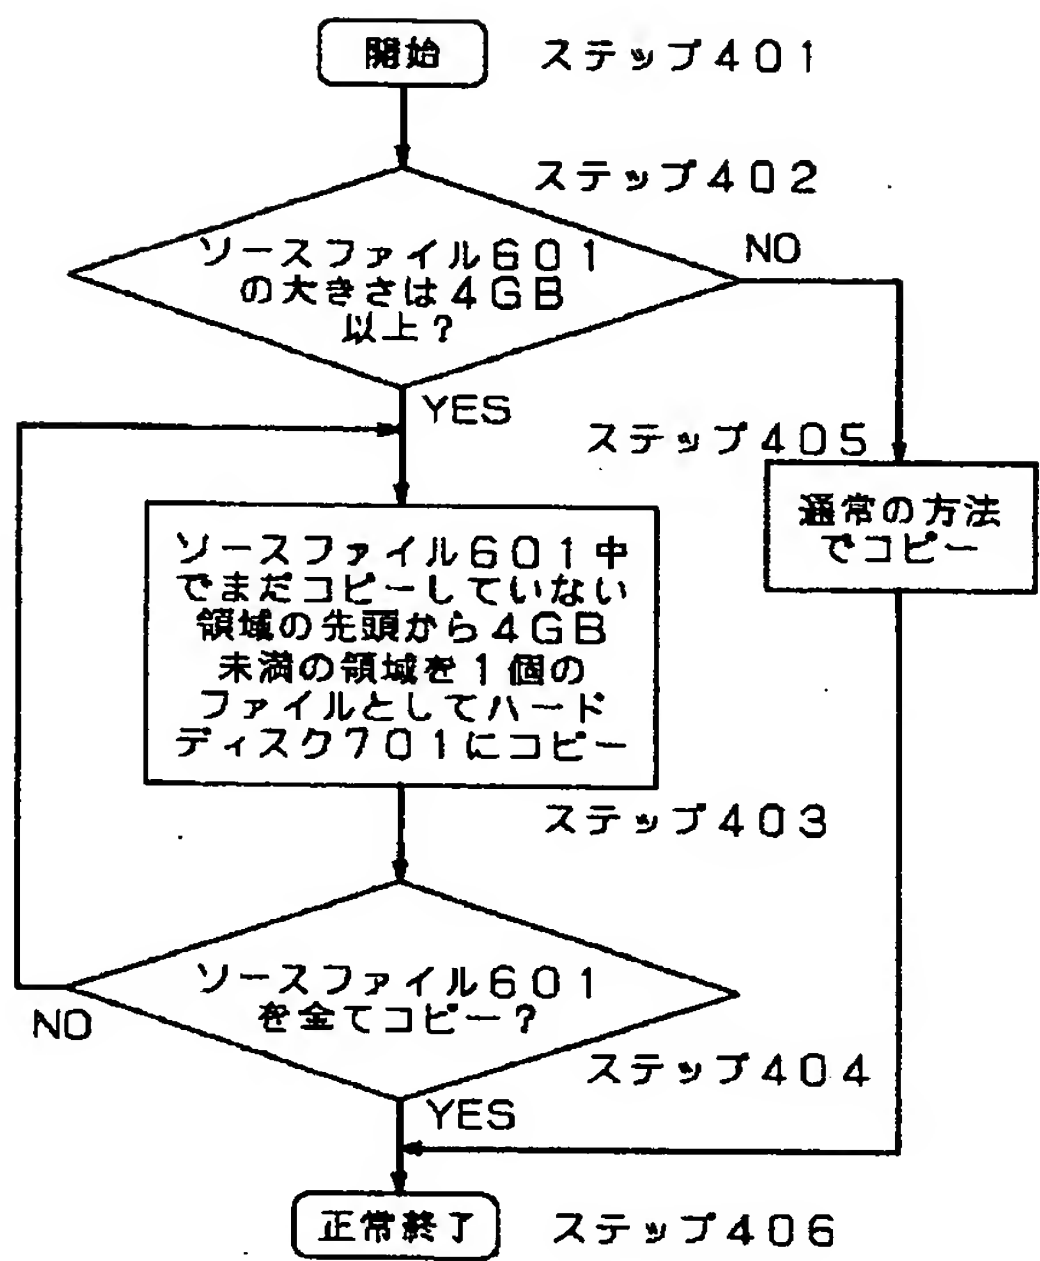 開始
ステップ401
ステップ402
ソースファイル601
の大きさは4GB
以上?
NO
YES
ステップ405
通常の方法
でコピー
ソースファイル601中
でまだコピーしていない
領域の先頭から4GB
未満の領域を1個の
ファイルとしてハード
ディスク701にコピー
ステップ403
ソースファイル601
を全てコピー?
NO
ステップ404
YES
正常終了
ステップ406